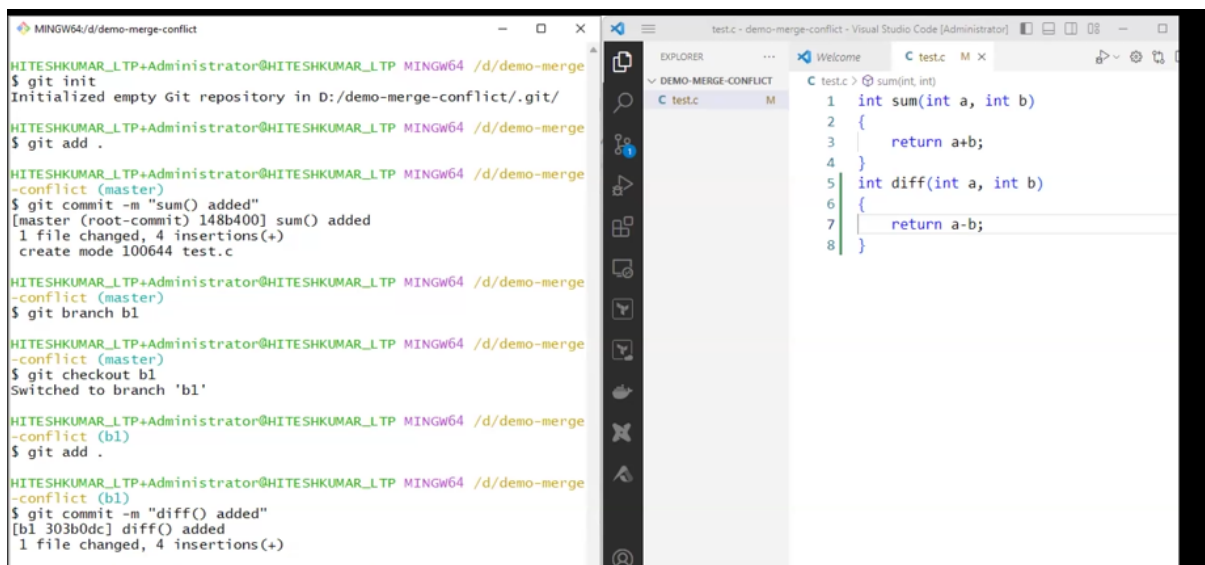 MINGW64:/d/demo-merge-conflict
HITESHKUMAR_LTP+Administrator@HITESHKUMAR_LTP MINGW64 /d/demo-merge
$ git init
Initialized empty Git repository in D:/demo-merge-conflict/.git/
HITESHKUMAR_LTP+Administrator@HITESHKUMAR_LTP MINGW64 /d/demo-merge
$ git add .
HITESHKUMAR_LTP+Administrator@HITESHKUMAR_LTP MINGW64 /d/demo-merge
-conflict (master)
$ git commit -m "sum() added"
[master (root-commit) 148b400] sum() added
1 file changed, 4 insertions(+)
create mode 100644 test.c
HITESHKUMAR_LTP+Administrator@HITESHKUMAR_LTP MINGW64 /d/demo-merge
-conflict (master)
$ git branch b1
HITESHKUMAR_LTP+Administrator@HITESHKUMAR_LTP MINGW64 /d/demo-merge
-conflict (master)
$ git checkout b1
Switched to branch 'b1'
HITESHKUMAR_LTP+Administrator@HITESHKUMAR_LTP MINGW64 /d/demo-merge
-conflict (b1)
$ git add .
HITESHKUMAR_LTP+Administrator@HITESHKUMAR_LTP MINGW64 /d/demo-merge
-conflict (b1)
$ git commit -m "diff() added"
[b1 303b0dc] diff() added
1 file changed, 4 insertions(+)
test.c - demo-merge-conflict - Visual Studio Code [Administrator]
EXPLORER ...
DEMO-MERGE-CONFLICT
C test.c M
1
Welcome
C test.c M
C test.c > sum(int, int)
1 int sum(int a, int b)
2 {
3 return a+b;
4 }
5 int diff(int a, int b)
6 {
7 return a-b;
8 }